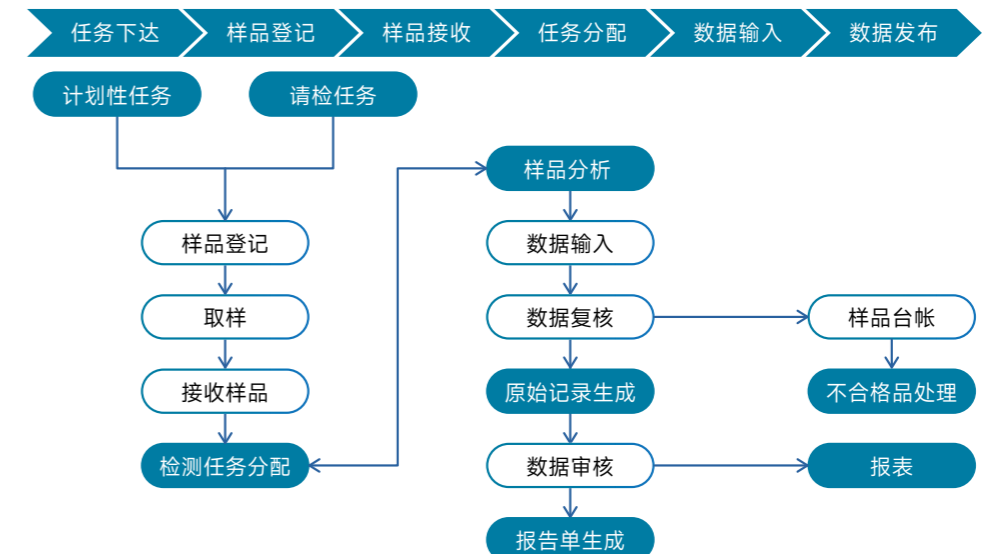 任务下达
样品登记
样品接收
任务分配
数据输入
数据发布
计划性任务
请检任务
样品登记
取样
接收样品
检测任务分配
样品分析
数据输入
数据复核
原始记录生成
数据审核
报告单生成
样品台帐
不合格品处理
报表